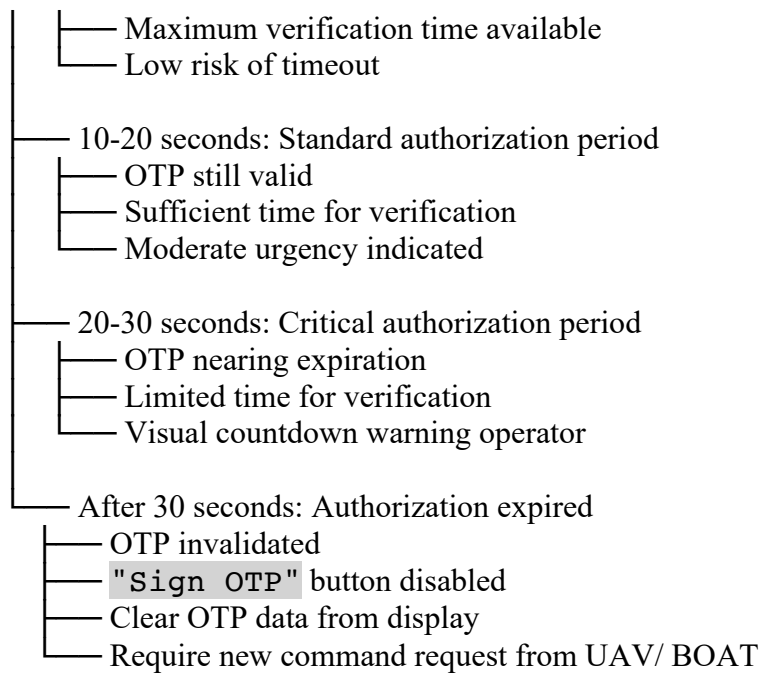 Maximum verification time available
Low risk of timeout
10-20 seconds: Standard authorization period
OTP still valid
Sufficient time for verification
Moderate urgency indicated
20-30 seconds: Critical authorization period
OTP nearing expiration
Limited time for verification
Visual countdown warning operator
After 30 seconds: Authorization expired
OTP invalidated
"Sign OTP" button disabled
Clear OTP data from display
Require new command request from UAV/ BOAT